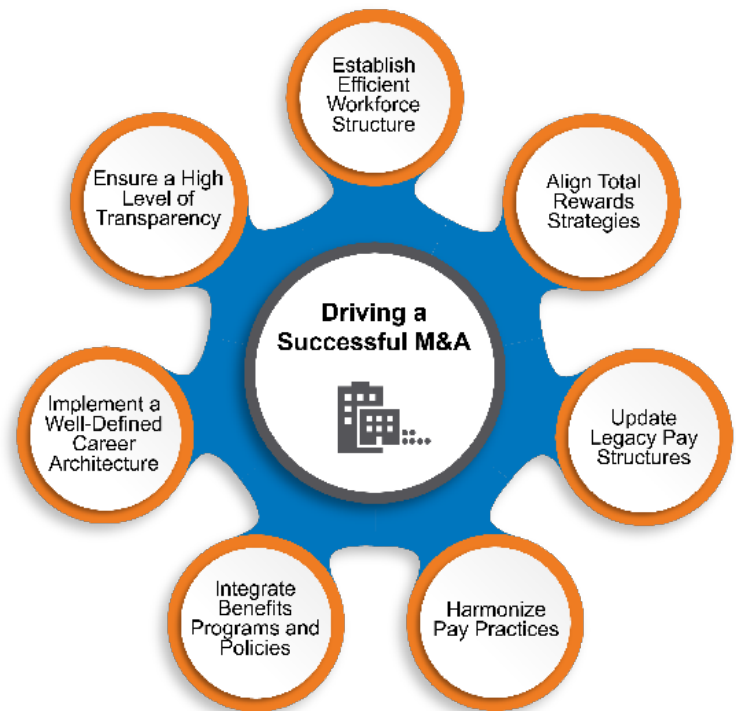 Establish
Efficient
Workforce
Structure
Align Total
Rewards
Strategies
Update
Legacy Pay
Structures
Harmonize
Pay Practices
Integrate
Benefits
Programs and
Policies
Implement a
Well-Defined
Career
Architecture
Ensure a High
Level of
Transparency
Driving a
Successful M&A